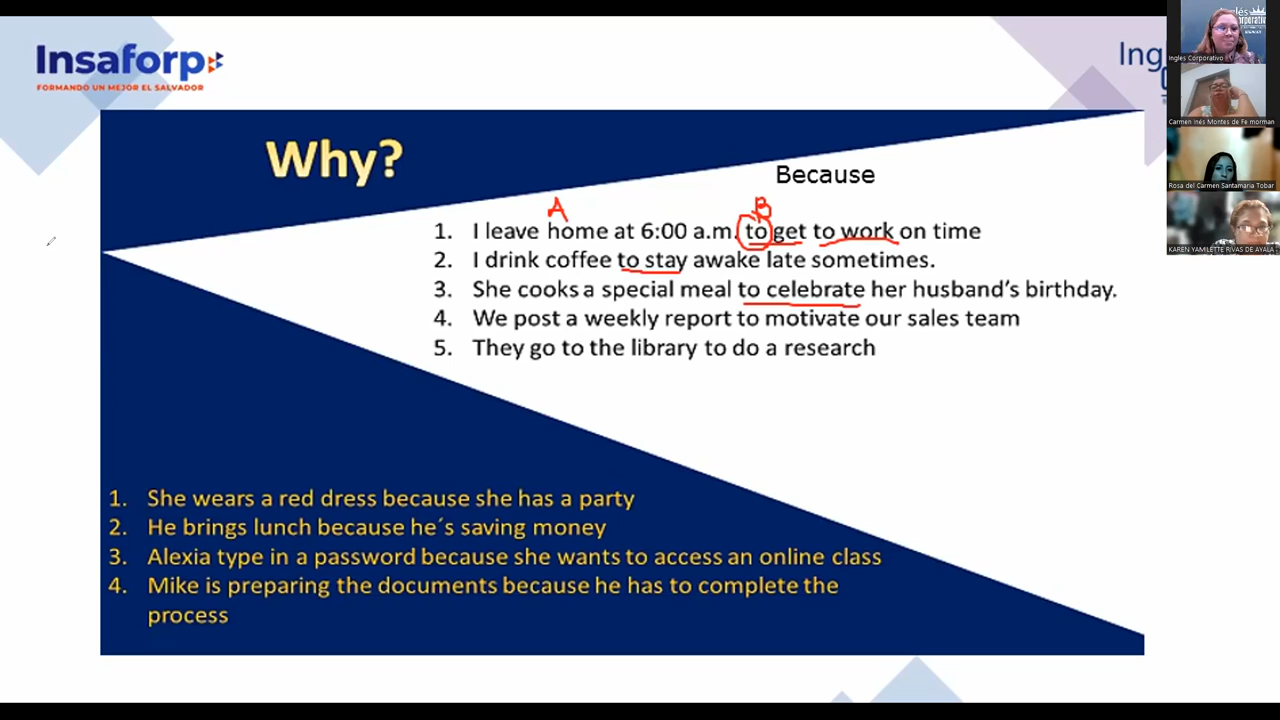 Insaforp
FORMANDO UN MEJOR EL SALVADOR
Ing
Why?
Because
A B
1. I leave home at 6:00 a.m. to get to work on time
2. I drink coffee to stay awake late sometimes.
3. She cooks a special meal to celebrate her husband's birthday.
4. We post a weekly report to motivate our sales team
5. They go to the library to do a research
1. She wears a red dress because she has a party
2. He brings lunch because he´s saving money
3. Alexia type in a password because she wants to access an online class
4. Mike is preparing the documents because he has to complete the
process
Ingles Corporativo
Carmen Inés Montes de Fe morman
Rosa del Carmen Santamaria Tobar
KAREN YAMILETTE RIVAS DE AYALA